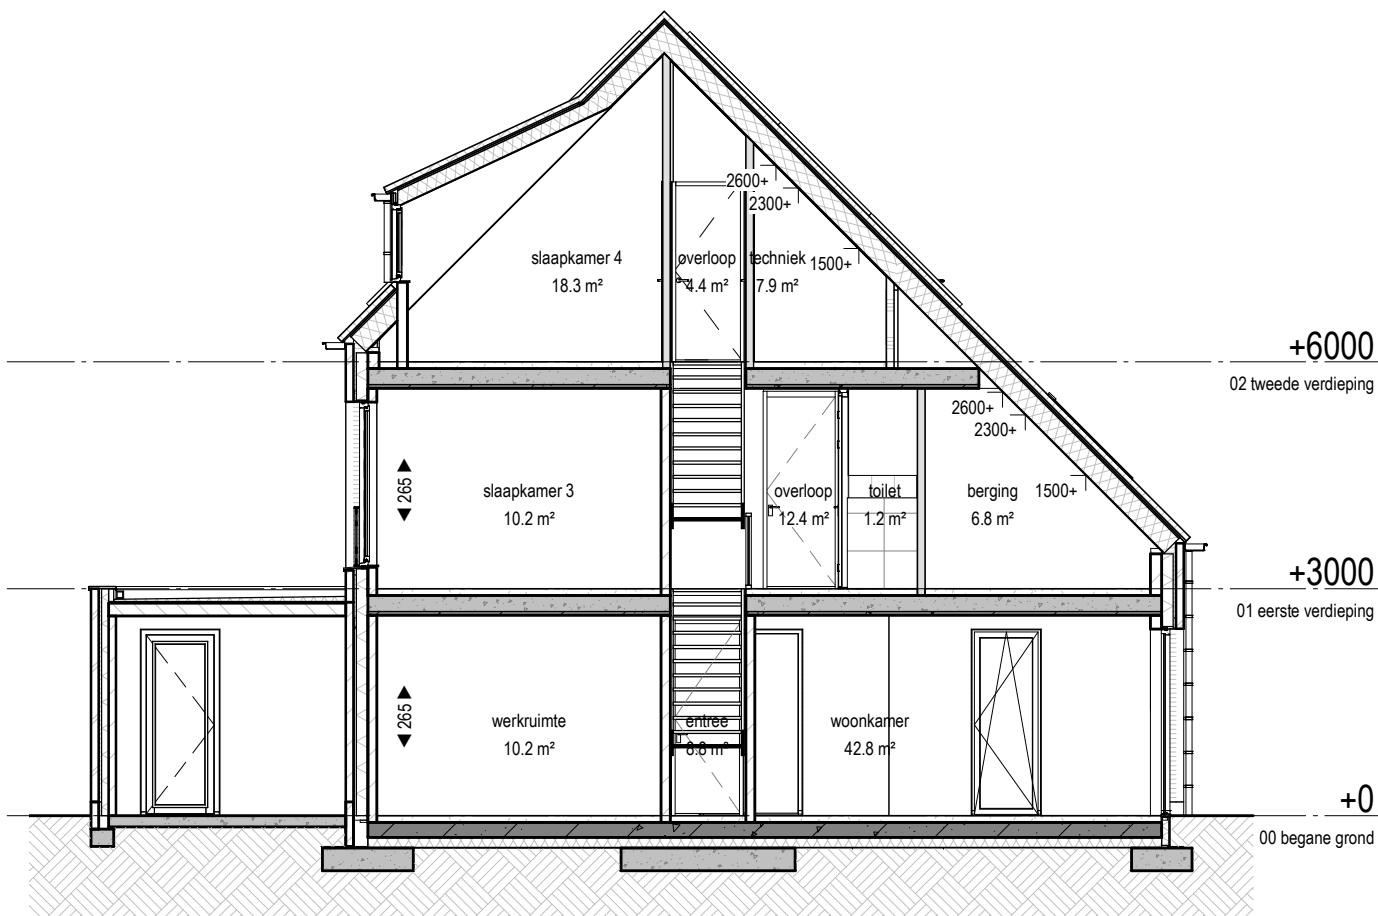 2600+
2300+
slaapkamer 4
18.3 m²
overloop
4.4 m²
techniek
7.9 m²
1500+
+6000
02 tweede verdieping
2600+
2300+
1500+
265
slaapkamer 3
10.2 m²
overloop
12.4 m²
toilet
1.2 m²
berging
6.8 m²
+3000
01 eerste verdieping
265
werkruimte
10.2 m²
entree
8.8 m²
woonkamer
42.8 m²
+0
00 begane grond